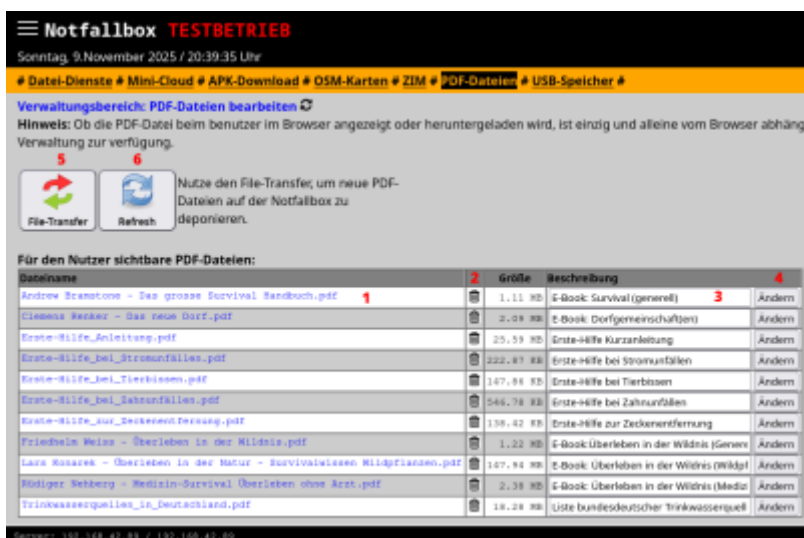 Notfallbox TESTBETRIEB
Sonntag, 9.November 2025 / 20:39:35 Uhr
# Datei-Dienste # Mini-Cloud # APK-Download # OSM-Karten # ZIM # PDF-Dateien # USB-Speicher #
Verwaltungsbereich: PDF-Dateien bearbeiten
Hinweis: Ob die PDF-Datei beim benutzer im Browser angezeigt oder heruntergeladen wird, ist einzig und alleine vom Browser abhäng
Verwaltung zur verfügung.
5 6
Nutze den File-Transfer, um neue PDF-
Dateien auf der Notfallbox zu
deponieren.
File-Transfer Refresh
Für den Nutzer sichtbare PDF-Dateien:
Dateiname 2 Größe Beschreibung 4
Andrew Bramstone - Das grosse Survival Handbuch.pdf 1 1.11 MB E-Book: Survival (generell) 3 Ändern
Clemens Renker - Das neue Dorf.pdf 2.09 MB E-Book: Dorfgemeinschaft(en) Ändern
Erste-Hilfe_Anleitung.pdf 25.59 MB Erste-Hilfe Kurzanleitung Ändern
Erste-Hilfe_bei_Stromunfällen.pdf 222.87 KB Erste-Hilfe bei Stromunfällen Ändern
Erste-Hilfe_bei_Tierbissen.pdf KB Erste-Hilfe bei Tierbissen Ändern
Erste-Hilfe_bei_Zahnunfällen.pdf 546.78 KB Erste-Hilfe bei Zahnunfällen Ändern
Erste-Hilfe_zur_Zeckenentfernung.pdf 138.42 KB Erste-Hilfe zur Zeckenentfernung Ändern
Friedhelm Weiss - Überleben in der Wildnis.pdf 1.22 MB E-Book:Überleben in der Wildnis (Genere Ändern
Lars Konarek - Überleben in der Natur - Survivalwissen Wildpflanzen.pdf 147.94 E-Book: Überleben in der Wildnis (Wildpf Ändern
Rüdiger Nehberg - Medizin-Survival Überleben ohne Arzt.pdf 2.38 MB E-Book: Überleben in der Wildnis (Mediz Ändern
Trinkwasserquellen_in_Deutschland.pdf 18.28 Liste bundesdeutscher Trinkwasserquell Ändern
Server: 192.168.42.89 / 192.168.42.89